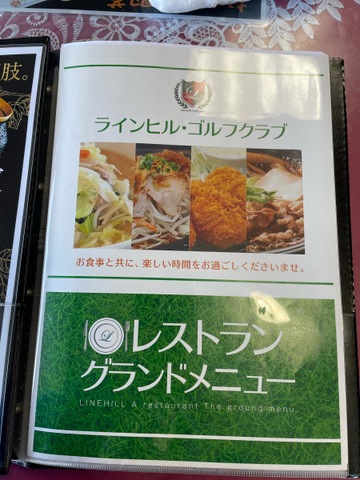 肢。
ラインヒル・ゴルフクラブ
お食事と共に、楽しい時間をお過ごしくださいませ。
レストラン
グランドメニュー
LINEHILL A restaurant The ground menu